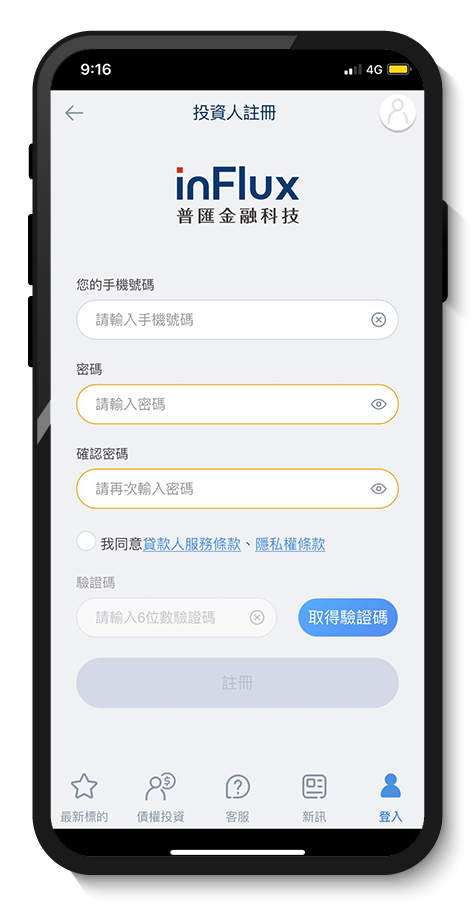 9:16
4G
投資人註冊
inFlux
普匯金融科技
您的手機號碼
請輸入手機號碼
密碼
請輸入密碼
確認密碼
請再次輸入密碼
我同意貸款人服務條款、隱私權條款
驗證碼
請輸入6位數驗證碼
取得驗證碼
註冊
最新標的 債權投資 客服 新訊 登入